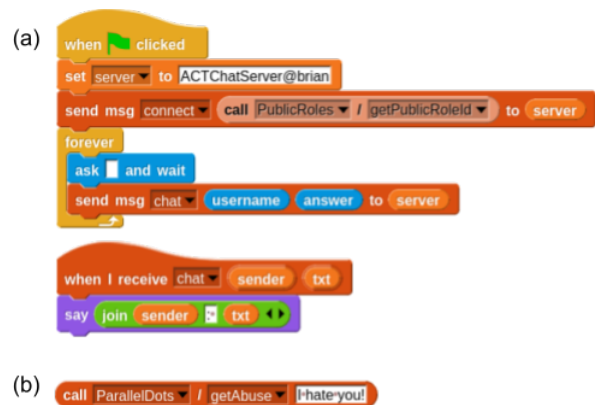 (a)
when clicked
set server to ACTChatServer@brian
send msg connect call PublicRoles / getPublicRoleId to server
forever
ask and wait
send msg chat username answer to server
when I receive chat sender txt
say join sender : txt
(b)
call ParallelDots / getAbuse I hate you!